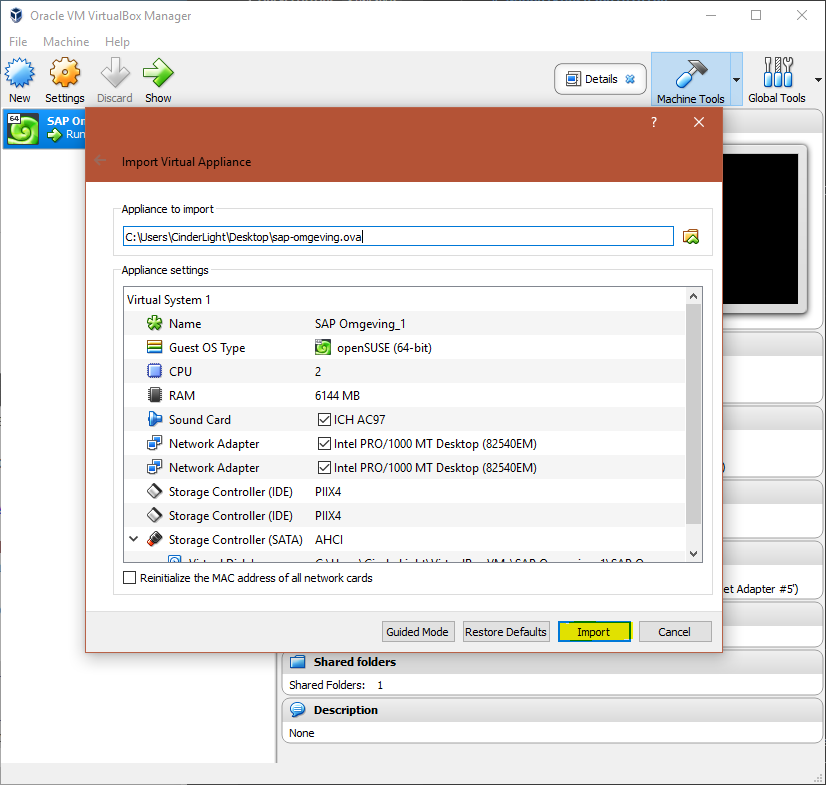 Oracle VM VirtualBox Manager
File Machine Help
New Settings Discard Show
Details
Machine Tools Global Tools
64
SAP
Run
?
Import Virtual Appliance
Appliance to import
C:\Users\CinderLight\Desktop\sap-omgeving.ova
Appliance settings
Virtual System 1
Name SAP Omgeving_1
Guest OS Type openSUSE (64-bit)
CPU 2
RAM 6144 MB
Sound Card ICH AC97
Network Adapter Intel PRO/1000 MT Desktop (82540EM)
Network Adapter Intel PRO/1000 MT Desktop (82540EM)
Storage Controller (IDE) PIIX4
Storage Controller (IDE) PIIX4
Storage Controller (SATA) AHCI
Reinitialize the MAC address of all network cards
et Adapter #5')
Guided Mode Restore Defaults Import Cancel
Shared folders
Shared Folders: 1
Description
None